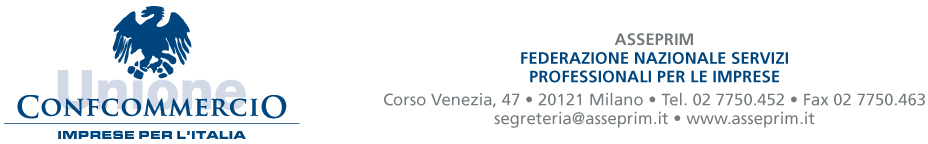 Unione
CONFCOMMERCIO
IMPRESE PER L'ITALIA
ASSEPRIM
FEDERAZIONE NAZIONALE SERVIZI
PROFESSIONALI PER LE IMPRESE
Corso Venezia, 47 • 20121 Milano • Tel. 02 7750.452 • Fax 02 7750.463
segreteria@asseprim.it • www.asseprim.it